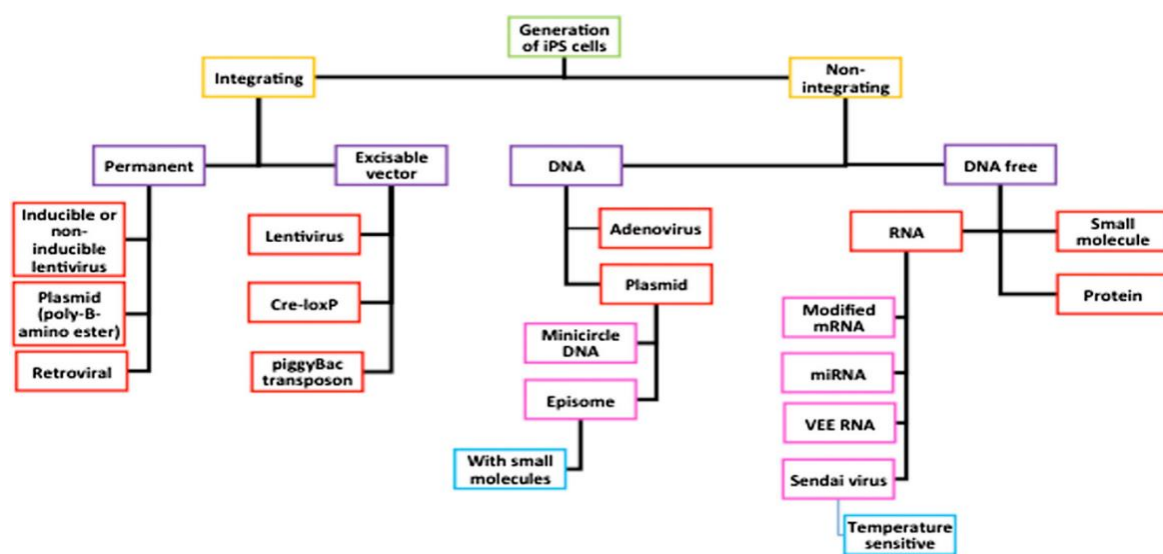 Generation
of iPS cells
Integrating
Non-
integrating
Permanent
Excisable
vector
DNA
DNA free
Inducible or
non-
inducible
lentivirus
Plasmid
(poly-B-
amino ester)
Retroviral
Lentivirus
Cre-loxP
piggyBac
transposon
Adenovirus
Plasmid
Minicircle
DNA
Episome
With small
molecules
RNA
Small
molecule
Protein
Modified
mRNA
miRNA
VEE RNA
Sendai virus
Temperature
sensitive